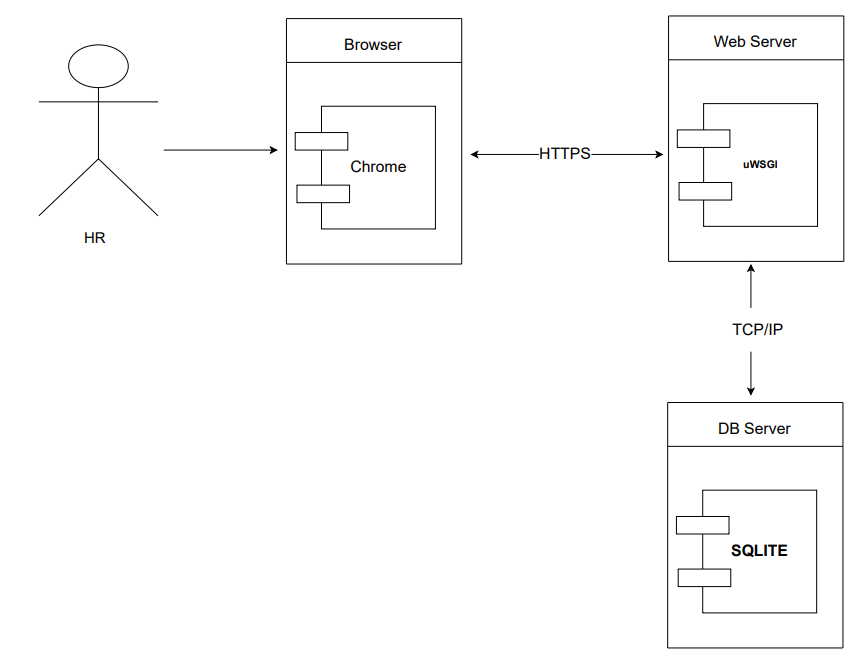 Browser
Web Server
Chrome
HTTPS
uWSGI
HR
TCP/IP
DB Server
SQLITE